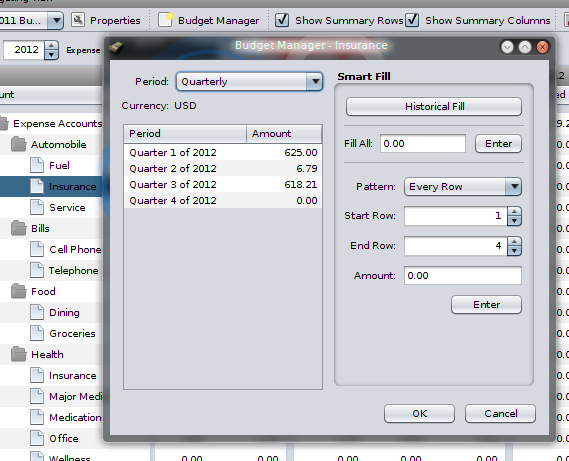 011 Bu... Properties Budget Manager Show Summary Rows Show Summary Columns
2012 Expense
Budget Manager - Insurance
Period: Quarterly
Currency: USD
Period Amount
Quarter 1 of 2012 625.00
Quarter 2 of 2012 6.79
Quarter 3 of 2012 618.21
Quarter 4 of 2012 0.00
Smart Fill
Historical Fill
Fill All: 0.00 Enter
Pattern: Every Row
Start Row: 1
End Row: 4
Amount: 0.00
Enter
OK Cancel
unt
Expense Accounts
Automobile
Fuel
Insurance
Service
Bills
Cell Phone
Telephone
Food
Dining
Groceries
Health
Insurance
Major Medi
Medication
Office
Wellness 0.00 0.00 0.00 0.00 0.00